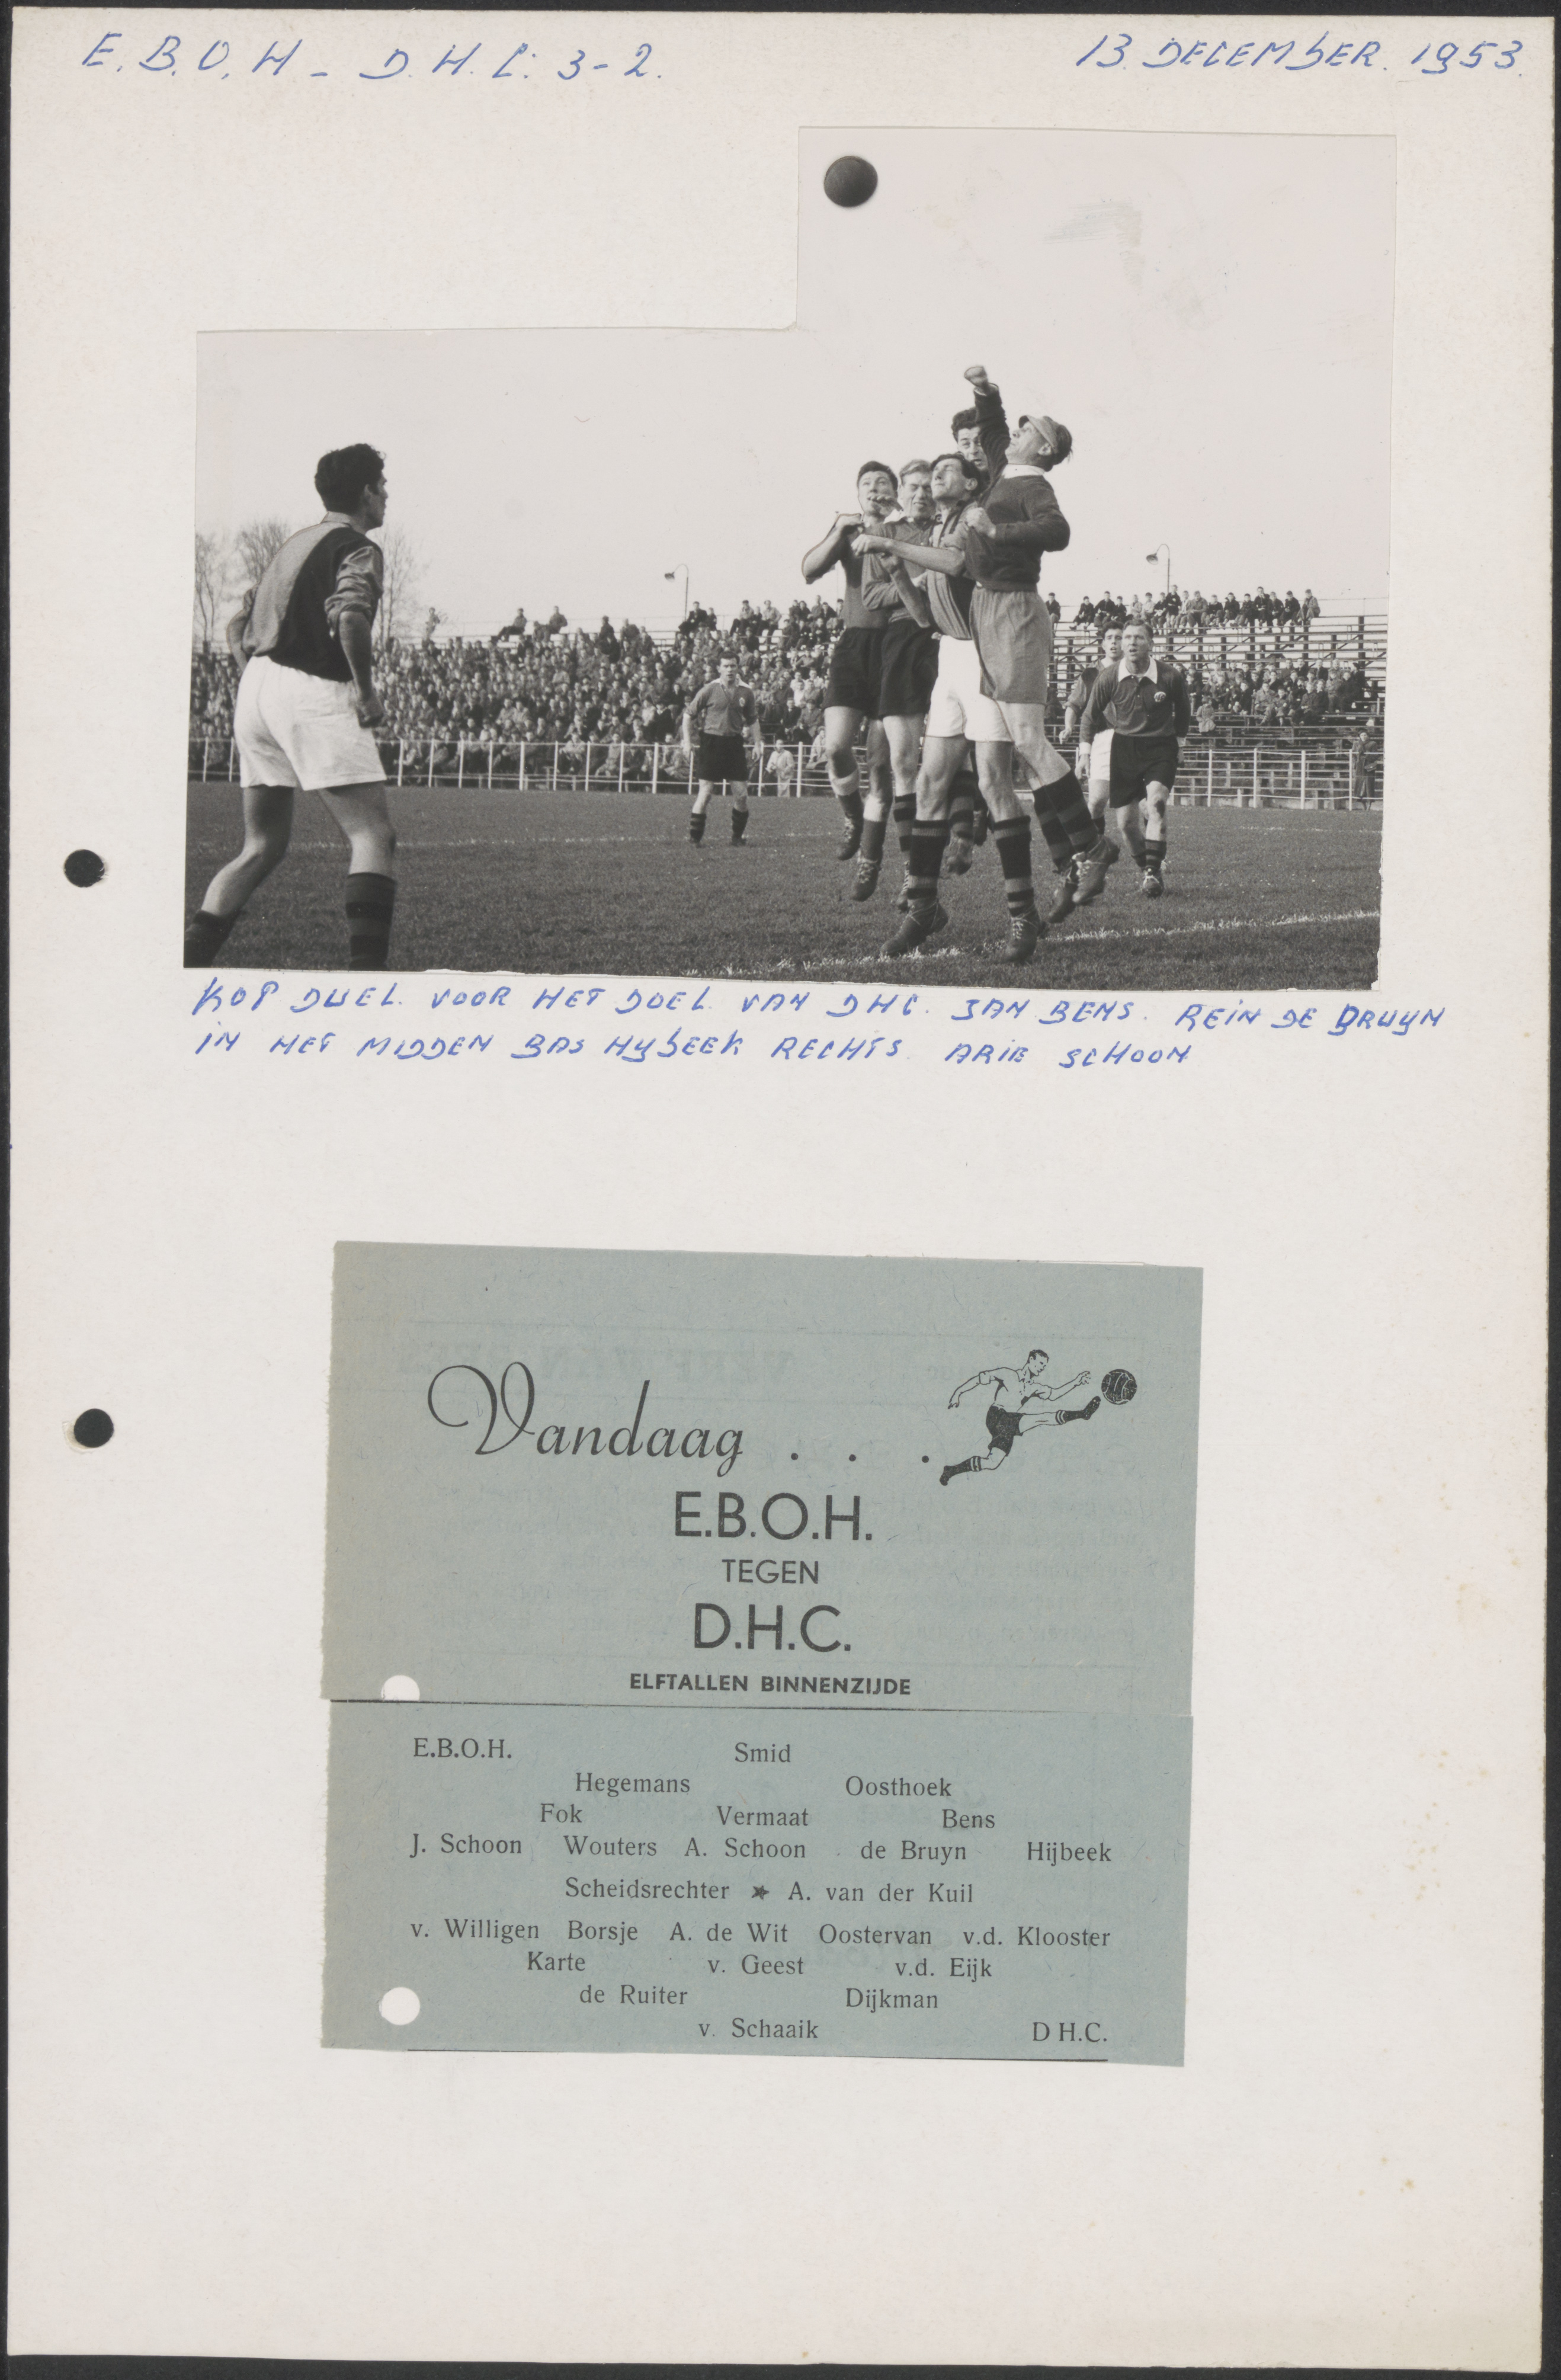 E.B.O.H - D.H.C: 3-2.
13 DECEMBER. 1953.
KOP DUEL. VOOR HET DOEL. VAN DHC. JAN BENS. REIN DE BRUYN
IN HET MIDDEN BAS HYBEEK RECHTS. ARIE SCHOON
Vandaag . . .
E.B.O.H.
TEGEN
D.H.C.
ELFTALLEN BINNENZIJDE
E.B.O.H. Smid
Hegemans Oosthoek
Fok Vermaat Bens
J. Schoon Wouters A. Schoon de Bruyn Hijbeek
Scheidsrechter ★ A. van der Kuil
v. Willigen Borsje A. de Wit Oostervan v.d. Klooster
Karte v. Geest v.d. Eijk
de Ruiter Dijkman
v. Schaaik D H.C.